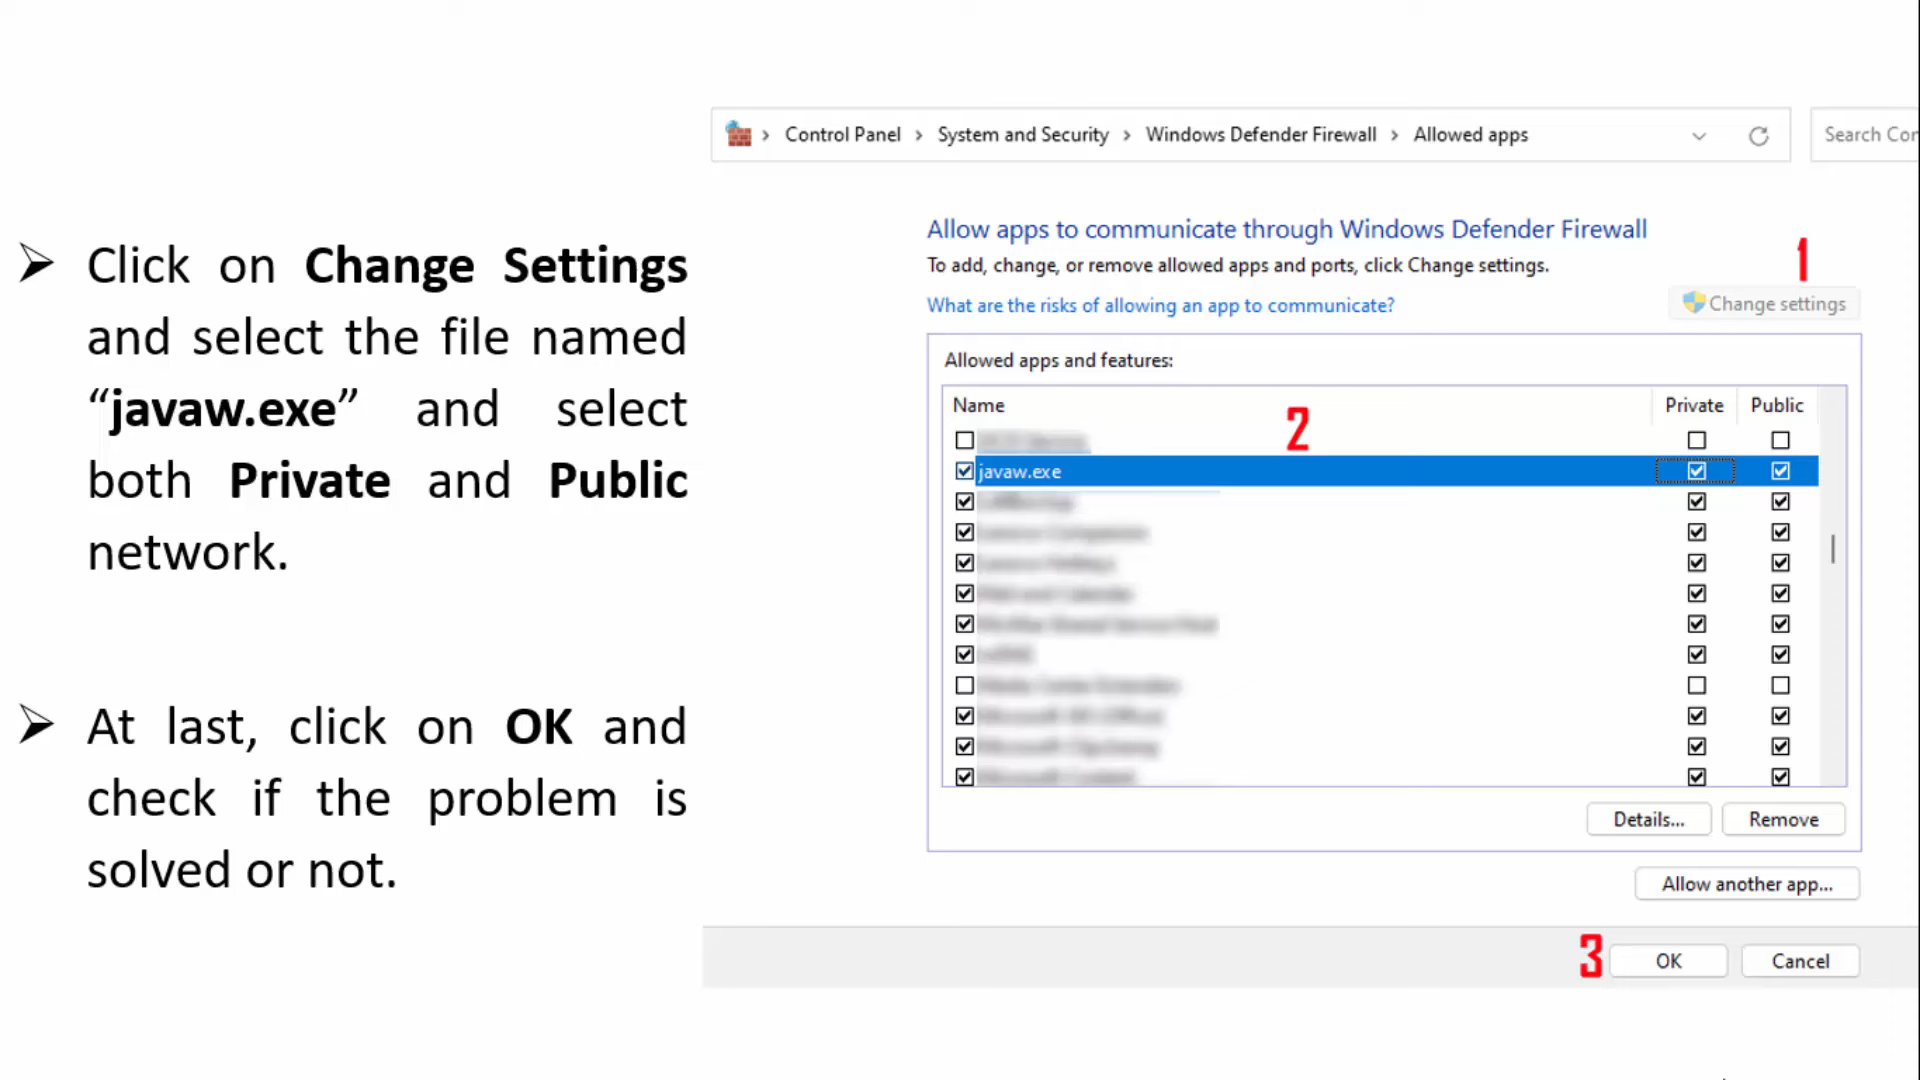 Click on Change Settings
and select the file named
“javaw.exe” and select
both Private and Public
network.
At last, click on OK and
check if the problem is
solved or not.
Control Panel > System and Security > Windows Defender Firewall > Allowed apps
Search Con
Allow apps to communicate through Windows Defender Firewall
1
To add, change, or remove allowed apps and ports, click Change settings.
What are the risks of allowing an app to communicate?
Change settings
Allowed apps and features:
Name
2
Private
Public
javaw.exe
Details...
Remove
Allow another app...
3
OK
Cancel